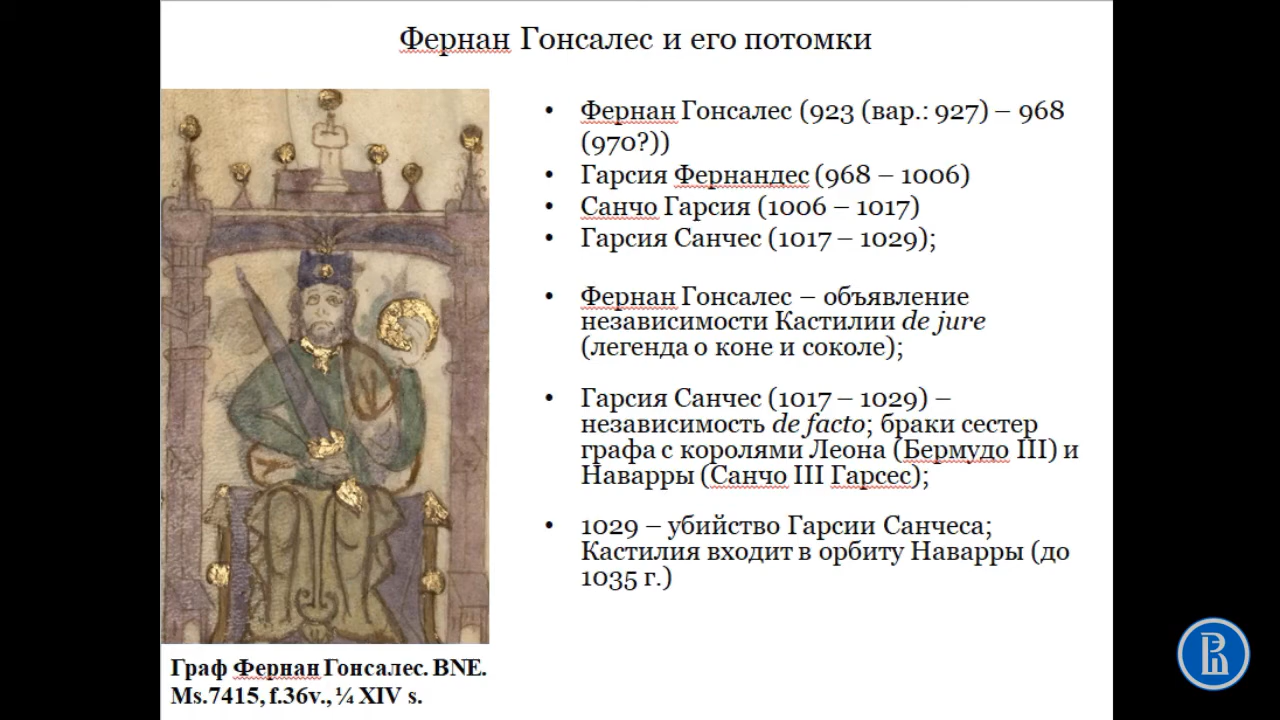 Фернан Гонсалес и его потомки
• Фернан Гонсалес (923 (вар.: 927) – 968
(970?))
• Гарсия Фернандес (968 – 1006)
• Санчо Гарсия (1006 – 1017)
• Гарсия Санчес (1017 – 1029);
• Фернан Гонсалес – объявление
независимости Кастилии de jure
(легенда о коне и соколе);
• Гарсия Санчес (1017 – 1029) –
независимость de facto; браки сестер
графа с королями Леона (Бермудо III) и
Наварры (Санчо III Гарсес);
• 1029 – убийство Гарсии Санчеса;
Кастилия входит в орбиту Наварры (до
1035 г.)
Граф Фернан Гонсалес. BNE.
Ms.7415, f.36v., ¼ XIV s.